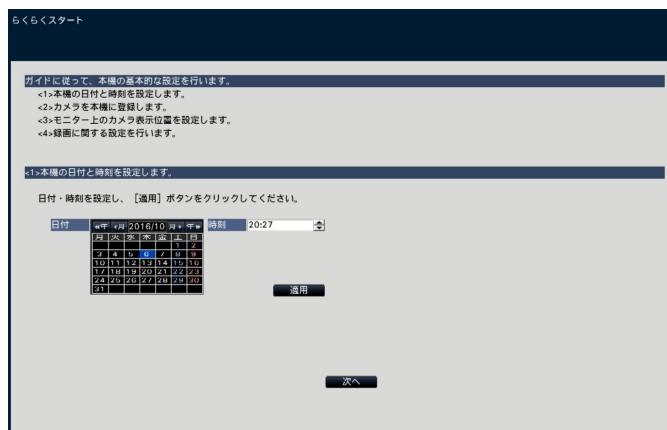 らくらくスタート
ガイドに従って、本機の基本的な設定を行います。
<1>本機の日付と時刻を設定します。
<2>カメラを本機に登録します。
<3>モニター上のカメラ表示位置を設定します。
<4>録画に関する設定を行います。
<1>本機の日付と時刻を設定します。
日付・時刻を設定し、[適用] ボタンをクリックしてください。
日付 «年 ‹月 2016/10 月› 年» 時刻 20:27
月 火 水 木 金 土 日
1 2
3 4 5 6 7 8 9
10 11 12 13 14 15 16
17 18 19 20 21 22 23
24 25 26 27 28 29 30
31
適用
次へ